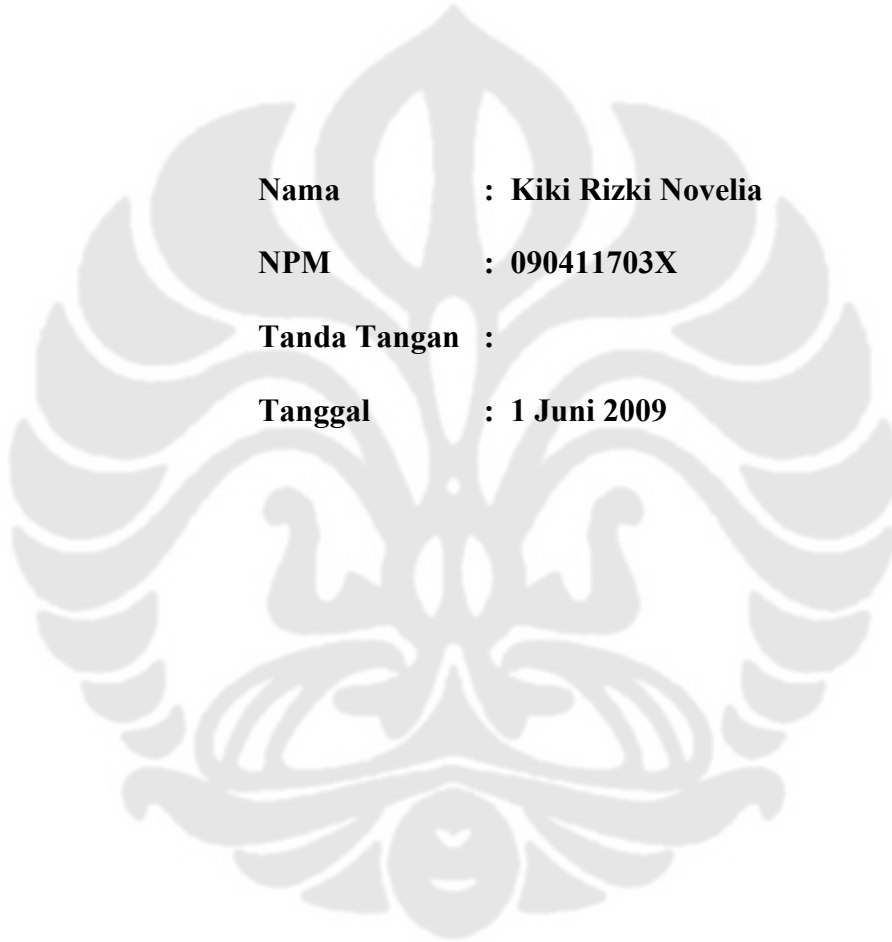 Nama : Kiki Rizki Novelia
NPM : 090411703X
Tanda Tangan :
Tanggal : 1 Juni 2009